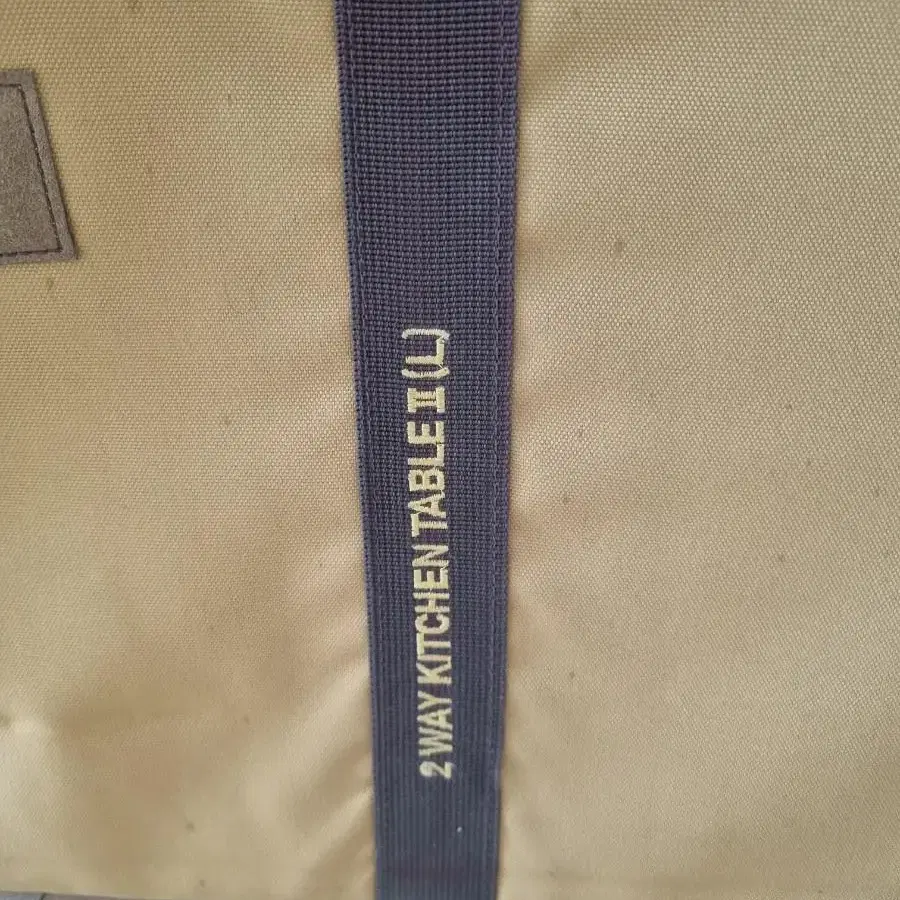 2 WAY KITCHEN TABLE II (L)